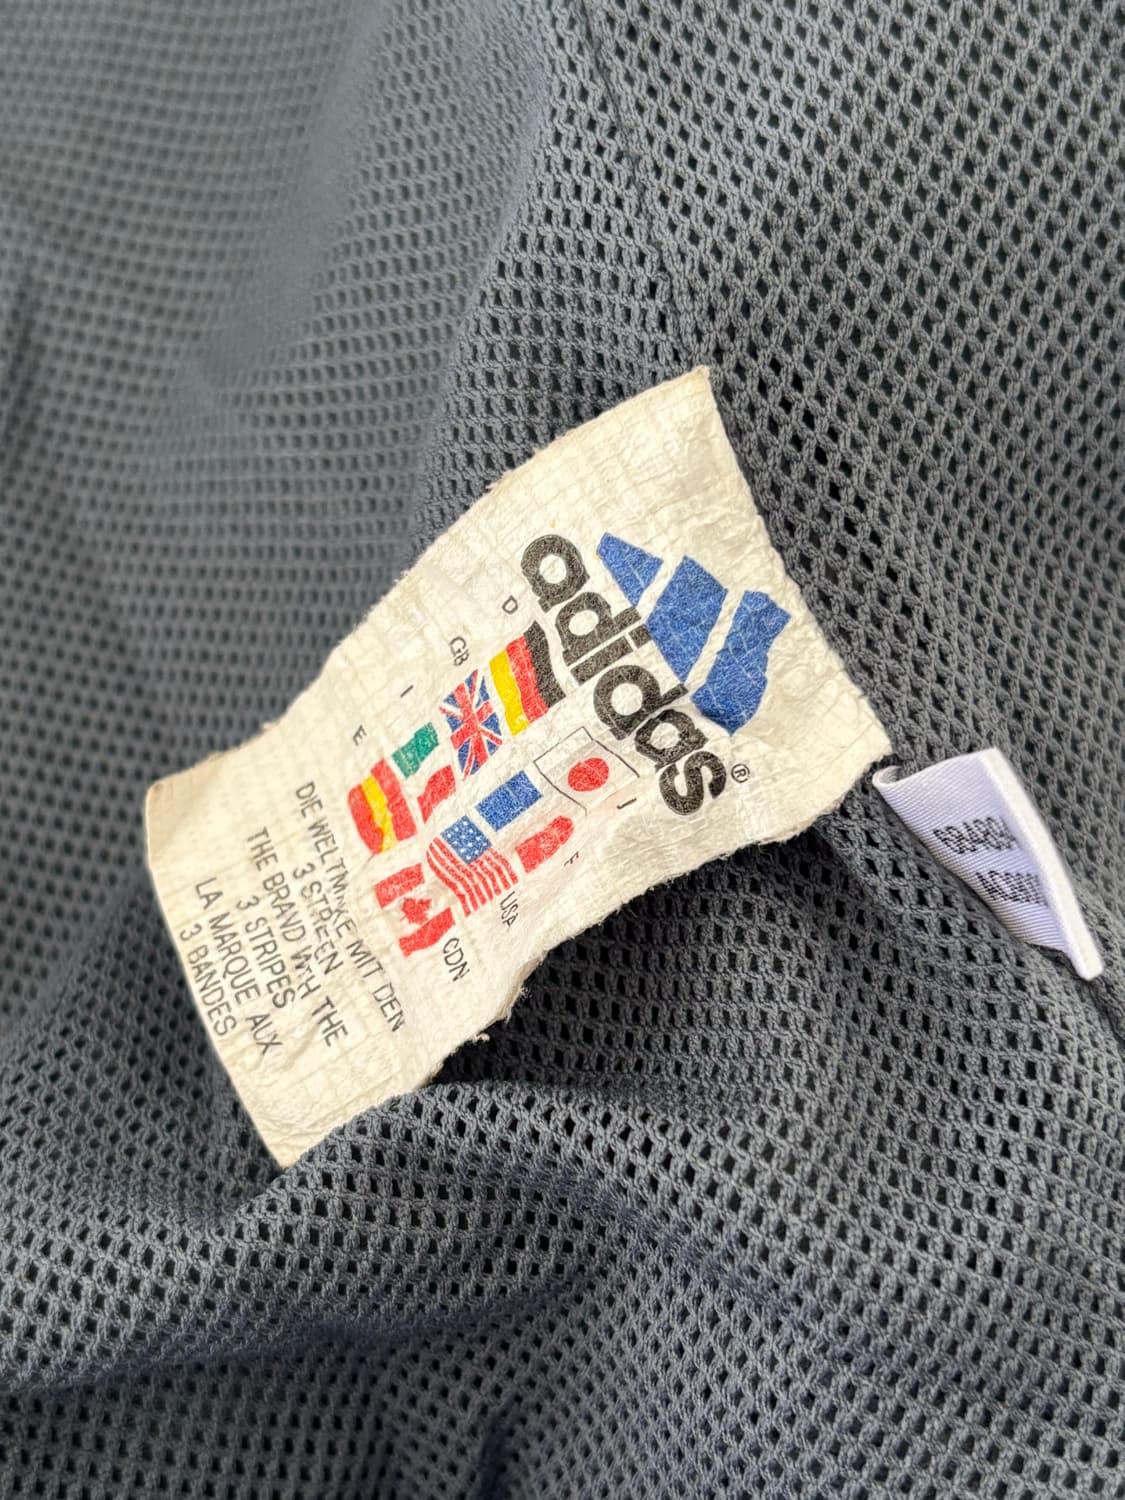 adidas®
D
GB
I
E
J
F
USA
CDN
DIE WELTMARKE MIT DEN
3 STREIFEN
THE BRAND WITH THE
3 STRIPES
LA MARQUE AUX
3 BANDES